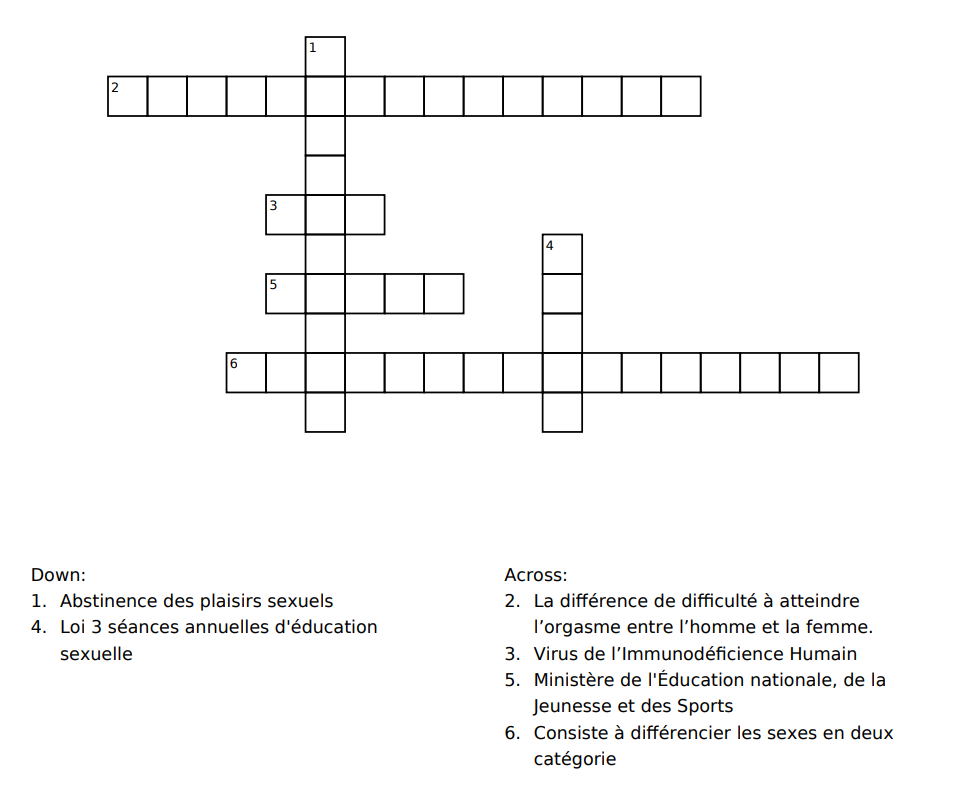 1
2
3
4
5
6
Down:
1. Abstinence des plaisirs sexuels
4. Loi 3 séances annuelles d'éducation
sexuelle
Across:
2. La différence de difficulté à atteindre
l’orgasme entre l’homme et la femme.
3. Virus de l’Immunodéficience Humain
5. Ministère de l'Éducation nationale, de la
Jeunesse et des Sports
6. Consiste à différencier les sexes en deux
catégorie